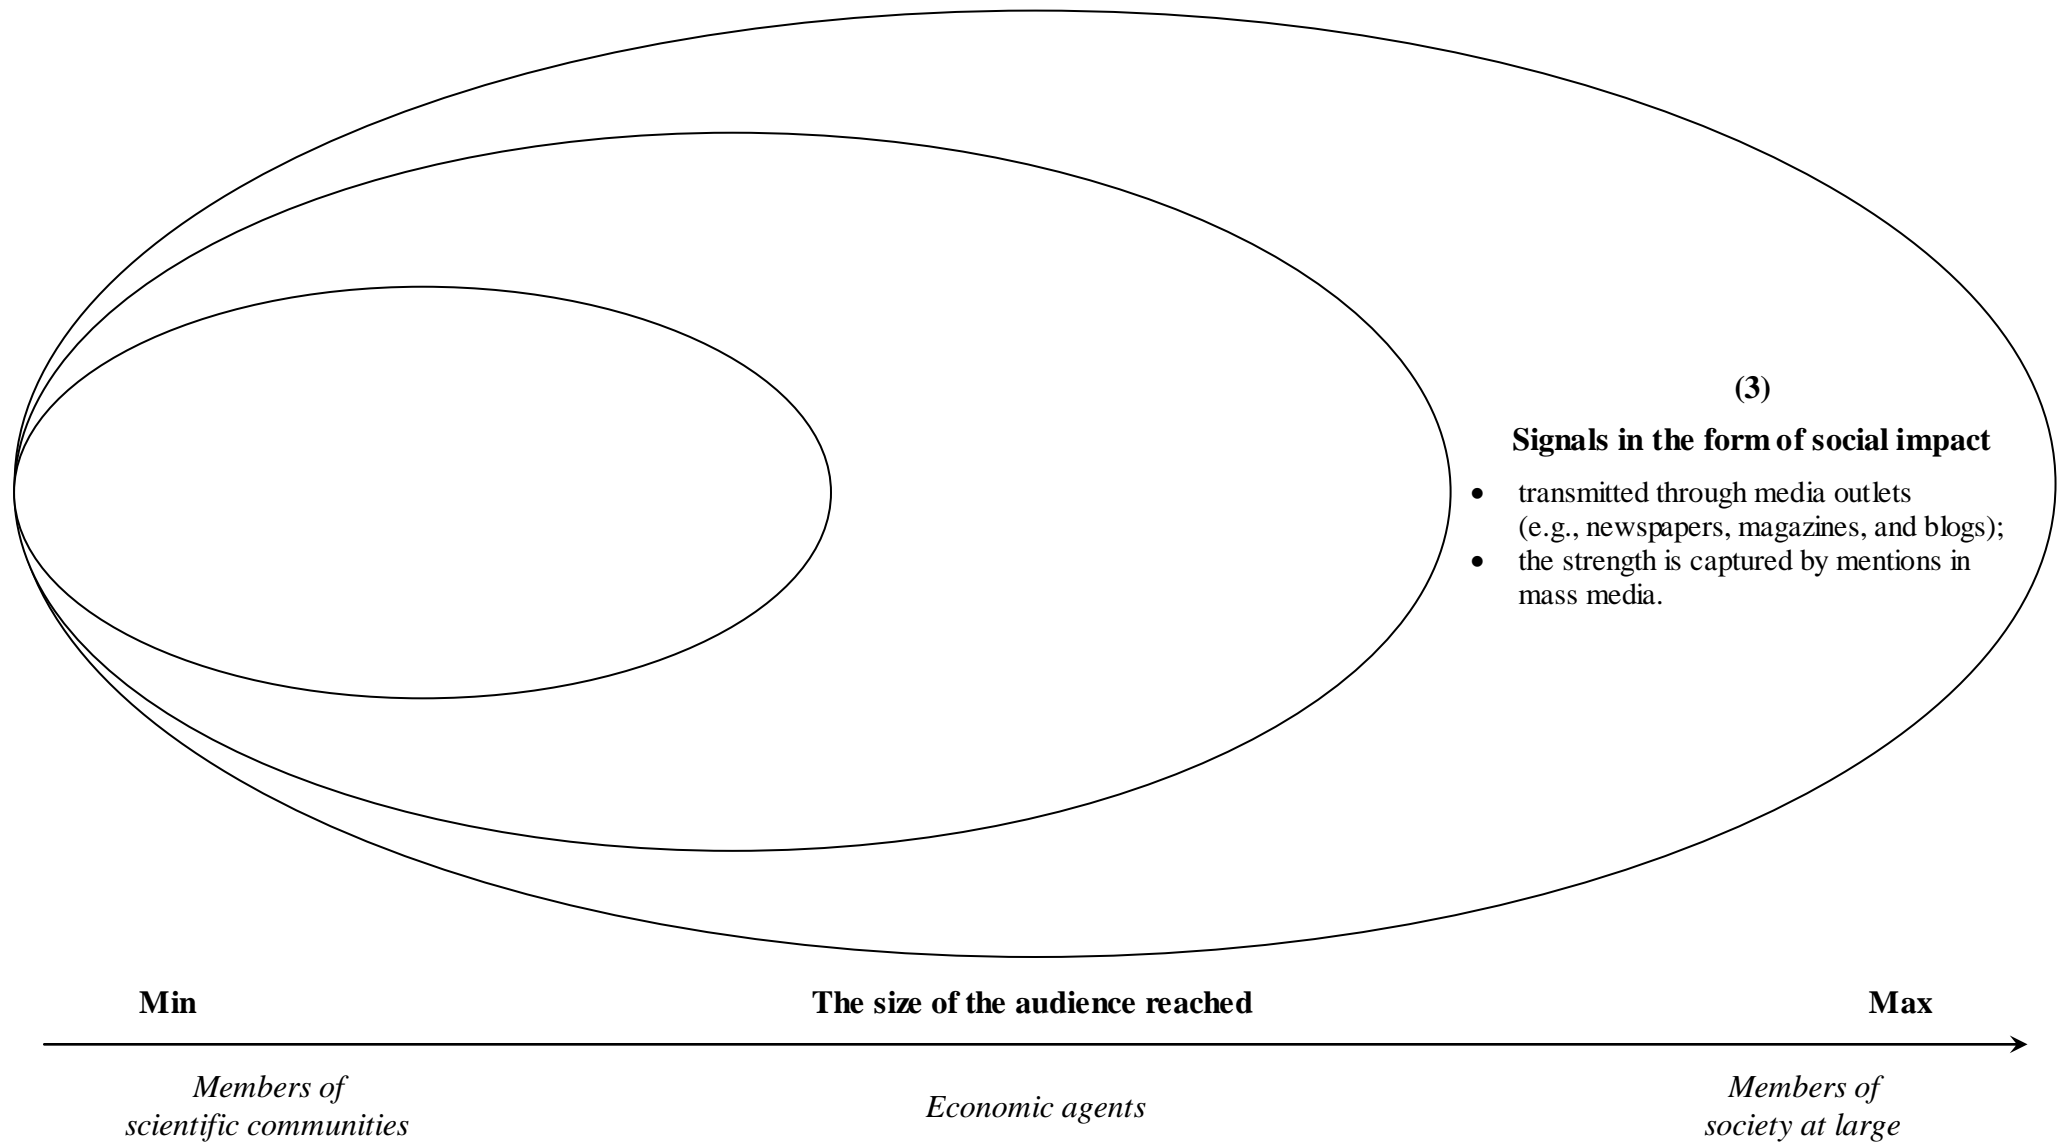 (3)
Signals in the form of social impact
• transmitted through media outlets
(e.g., newspapers, magazines, and blogs);
• the strength is captured by mentions in
mass media.
Min The size of the audience reached Max
Members of
scientific communities
Economic agents
Members of
society at large